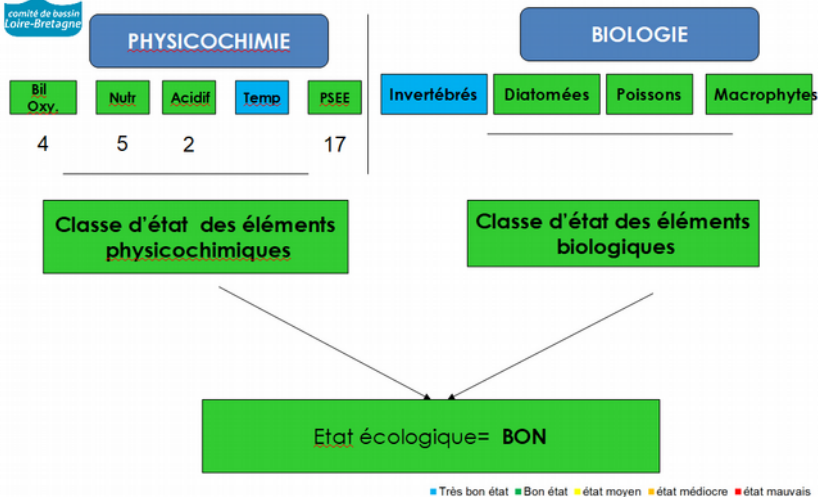 comité de bassin
Loire-Bretagne
PHYSICOCHIMIE
BIOLOGIE
Bil
Oxy.
Nutr
Acidif
Temp
PSEE
Invertébrés
Diatomées
Poissons
Macrophytes
4
5
2
17
Classe d'état des éléments
physicochimiques
Classe d'état des éléments
biologiques
Etat écologique= BON
Très bon état
Bon état
état moyen
état médiocre
état mauvais